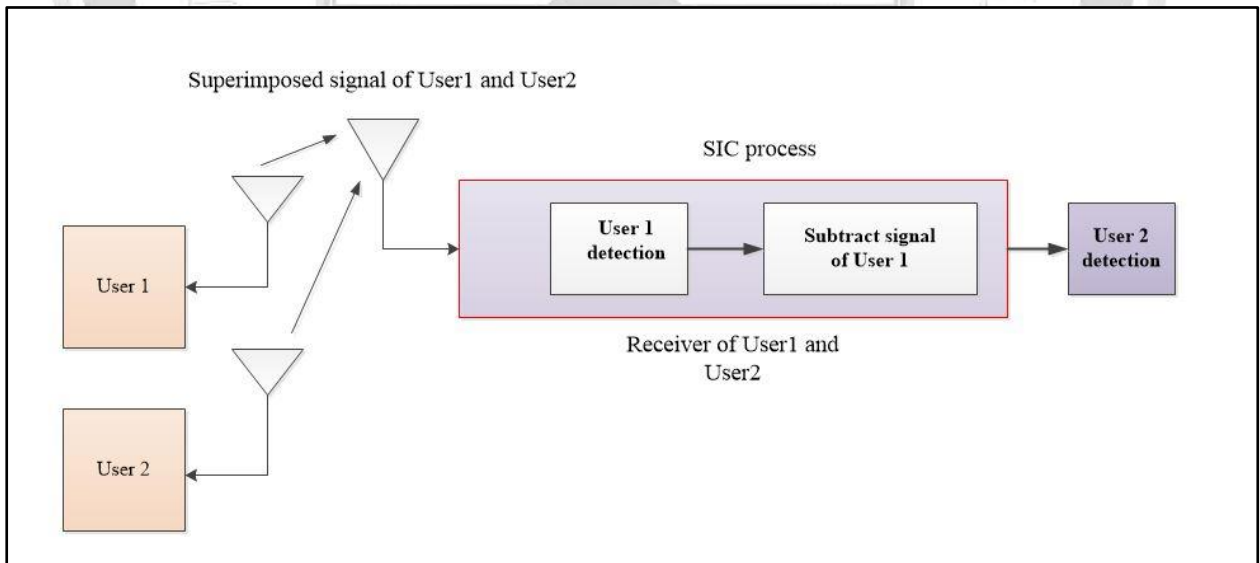 Superimposed signal of User1 and User2
SIC process
User 1
detection
Subtract signal
of User 1
User 2
detection
User 1
Receiver of User1 and
User2
User 2